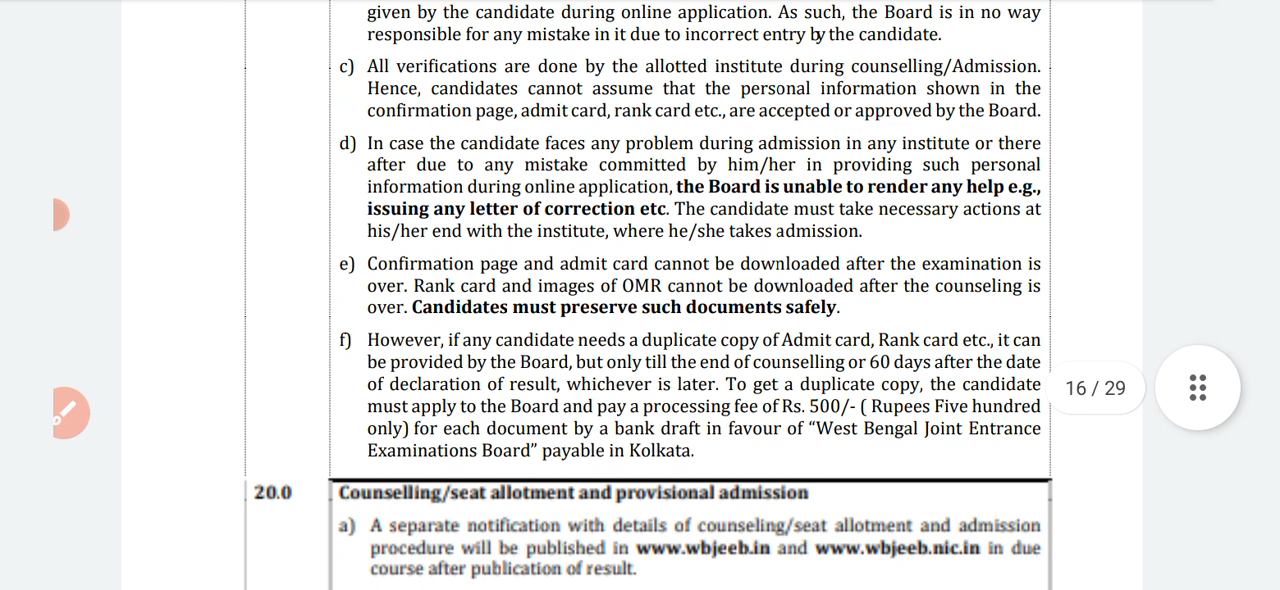 given by the candidate during online application. As such, the Board is in no way
responsible for any mistake in it due to incorrect entry by the candidate.
c) All verifications are done by the allotted institute during counselling/Admission.
Hence, candidates cannot assume that the personal information shown in the
confirmation page, admit card, rank card etc., are accepted or approved by the Board.
d) In case the candidate faces any problem during admission in any institute or there
after due to any mistake committed by him/her in providing such personal
information during online application, the Board is unable to render any help e.g.,
issuing any letter of correction etc. The candidate must take necessary actions at
his/her end with the institute, where he/she takes admission.
e) Confirmation page and admit card cannot be downloaded after the examination is
over. Rank card and images of OMR cannot be downloaded after the counseling is
over. Candidates must preserve such documents safely.
f) However, if any candidate needs a duplicate copy of Admit card, Rank card etc., it can
be provided by the Board, but only till the end of counselling or 60 days after the date
of declaration of result, whichever is later. To get a duplicate copy, the candidate
must apply to the Board and pay a processing fee of Rs. 500/- ( Rupees Five hundred
only) for each document by a bank draft in favour of “West Bengal Joint Entrance
Examinations Board” payable in Kolkata.
16 / 29
20.0 Counselling/seat allotment and provisional admission
a) A separate notification with details of counseling/seat allotment and admission
procedure will be published in www.wbjeeb.in and www.wbjeeb.nic.in in due
course after publication of result.